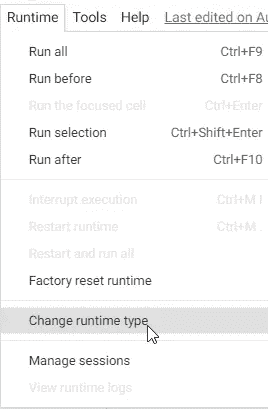 Runtime Tools Help Last edited on Au
Run all Ctrl+F9
Run before Ctrl+F8
Run the focused cell Ctrl+Enter
Run selection Ctrl+Shift+Enter
Run after Ctrl+F10
Interrupt execution Ctrl+M I
Restart runtime Ctrl+M .
Restart and run all
Factory reset runtime
Change runtime type
Manage sessions
View runtime logs